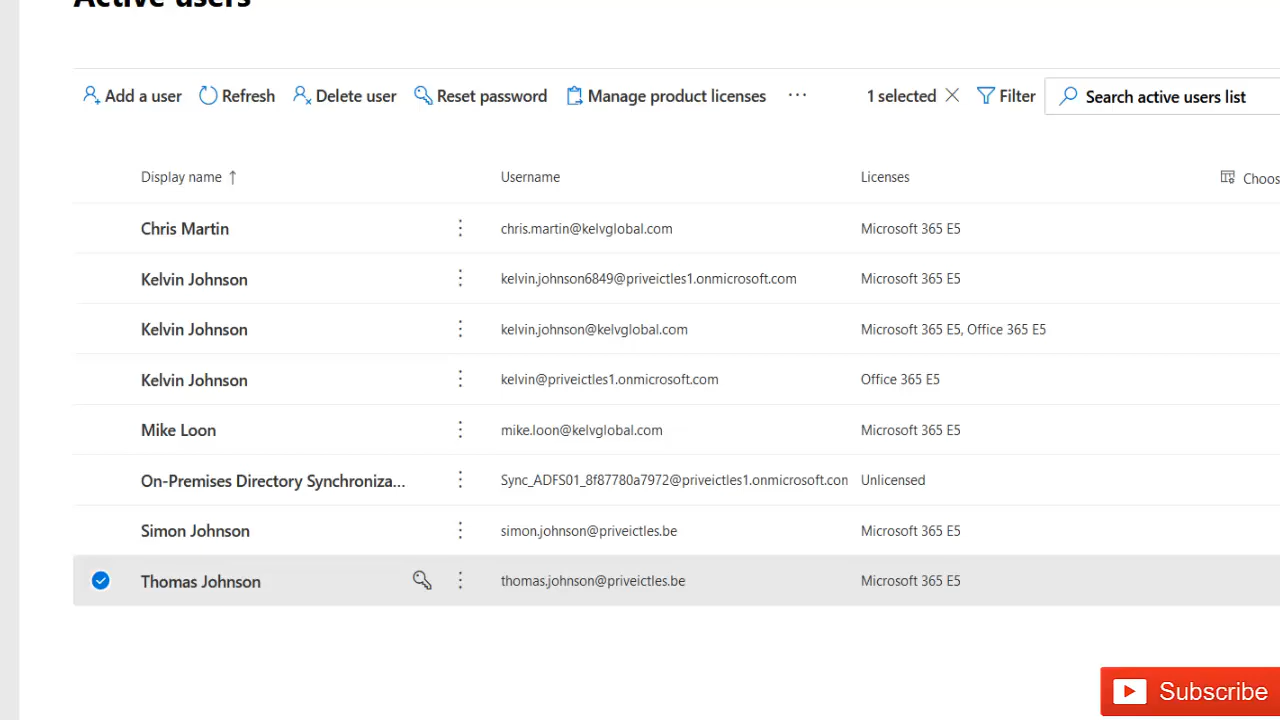 Active users
Add a user Refresh Delete user Reset password Manage product licenses ... 1 selected Filter Search active users list
Display name ↑ Username Licenses Choos
Chris Martin chris.martin@kelvglobal.com Microsoft 365 E5
Kelvin Johnson kelvin.johnson6849@priveictles1.onmicrosoft.com Microsoft 365 E5
Kelvin Johnson kelvin.johnson@kelvglobal.com Microsoft 365 E5, Office 365 E5
Kelvin Johnson kelvin@priveictles1.onmicrosoft.com Office 365 E5
Mike Loon mike.loon@kelvglobal.com Microsoft 365 E5
On-Premises Directory Synchroniza... Sync_ADFS01_8f87780a7972@priveictles1.onmicrosoft.con Unlicensed
Simon Johnson simon.johnson@priveictles.be Microsoft 365 E5
Thomas Johnson thomas.johnson@priveictles.be Microsoft 365 E5
Subscribe